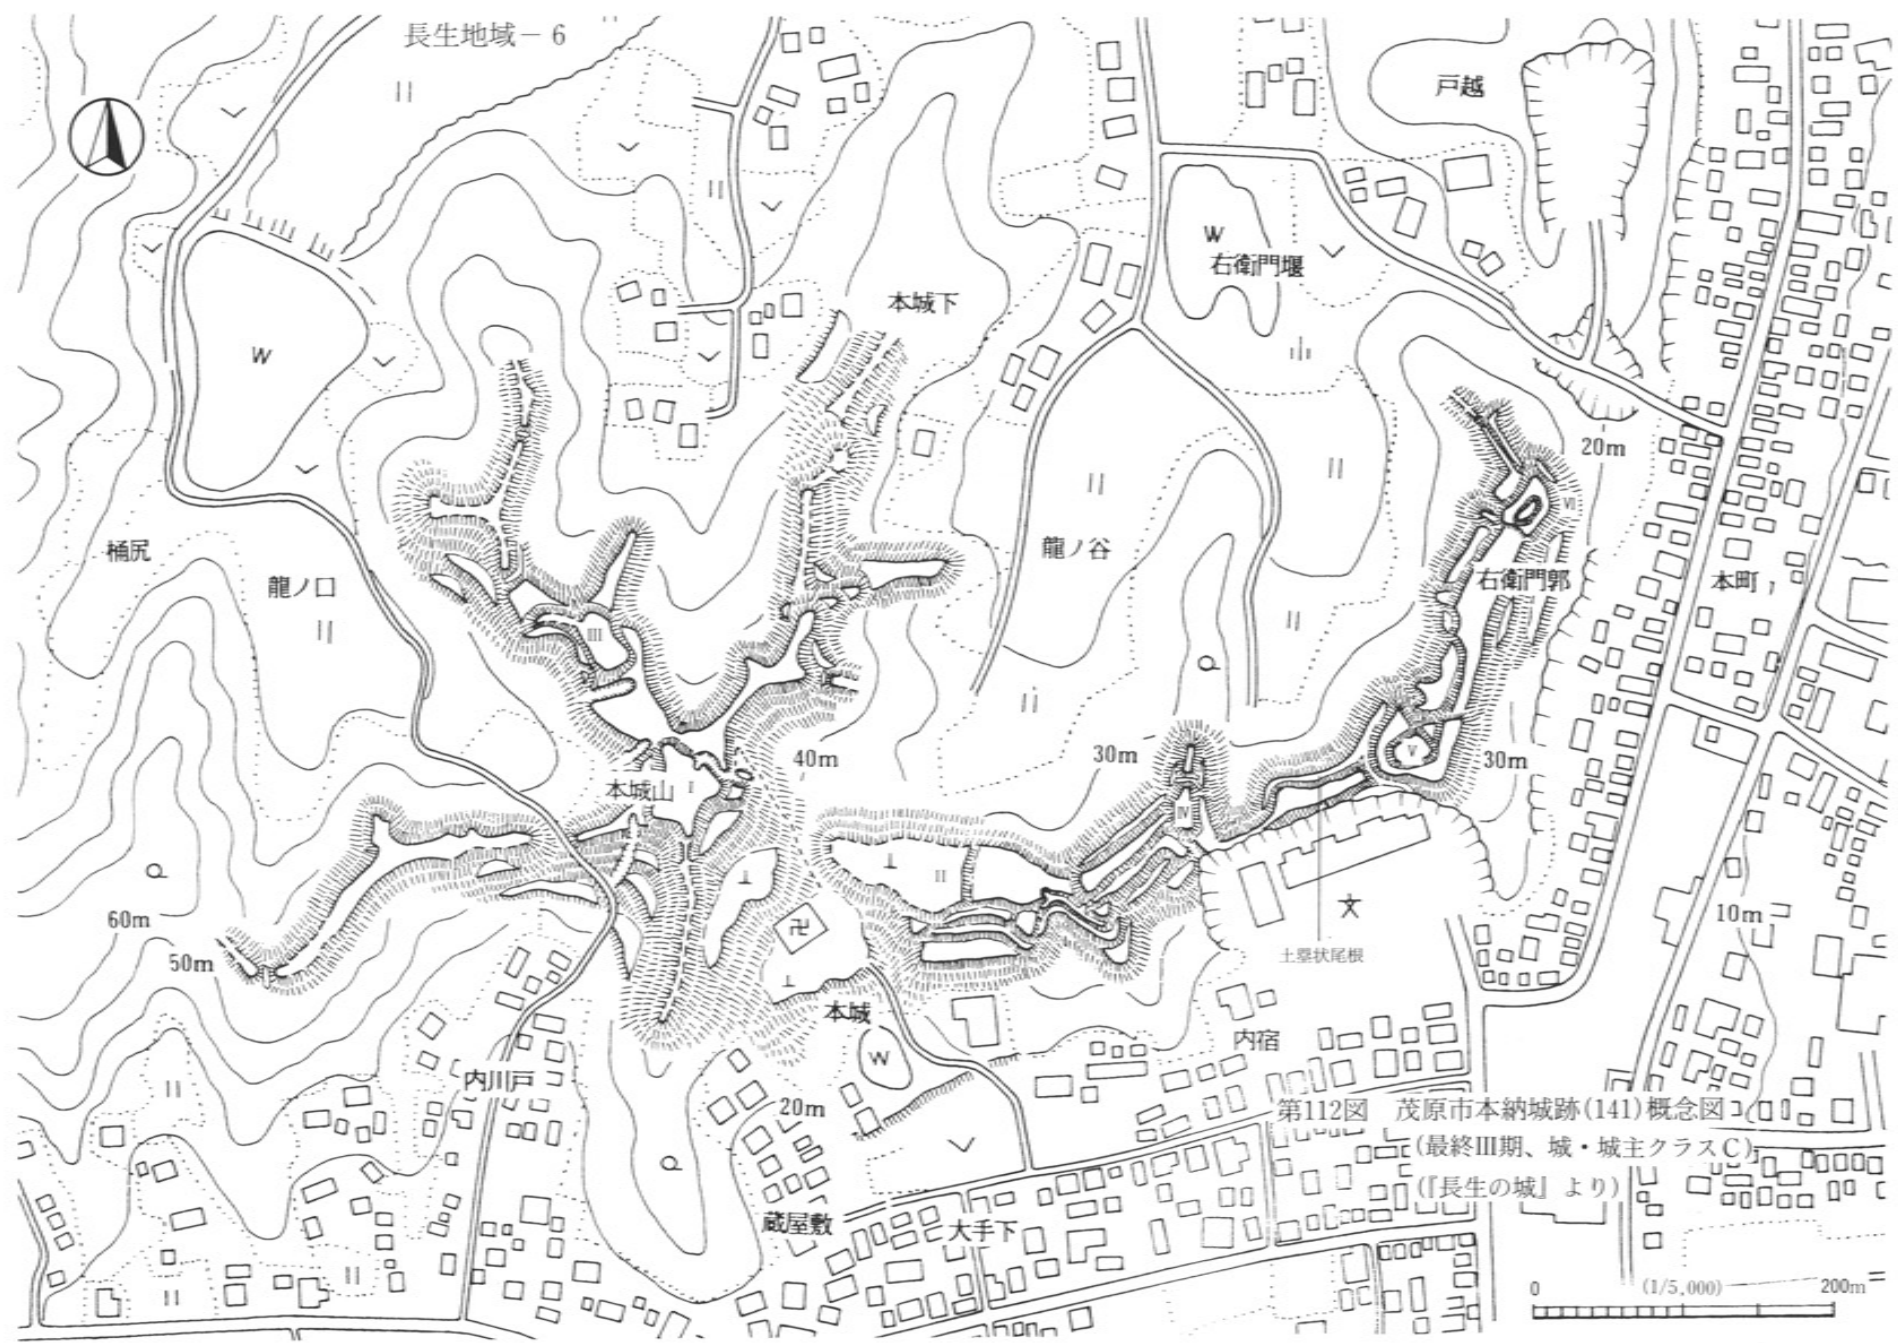 長生地域－6
戸越
W
右衛門堰
本城下
W
20m
桶尻
龍ノ口
龍ノ谷
VI
右衛門郭
本町
III
40m
30m
V
30m
本城山 I
IV
II
60m
50m
10m
土塁状尾根
本城
W
内宿
内川戸
20m
第112図　茂原市本納城跡(141)概念図
(最終III期、城・城主クラスC)
(『長生の城』より)
蔵屋敷
大手下
0 (1/5,000) 200m